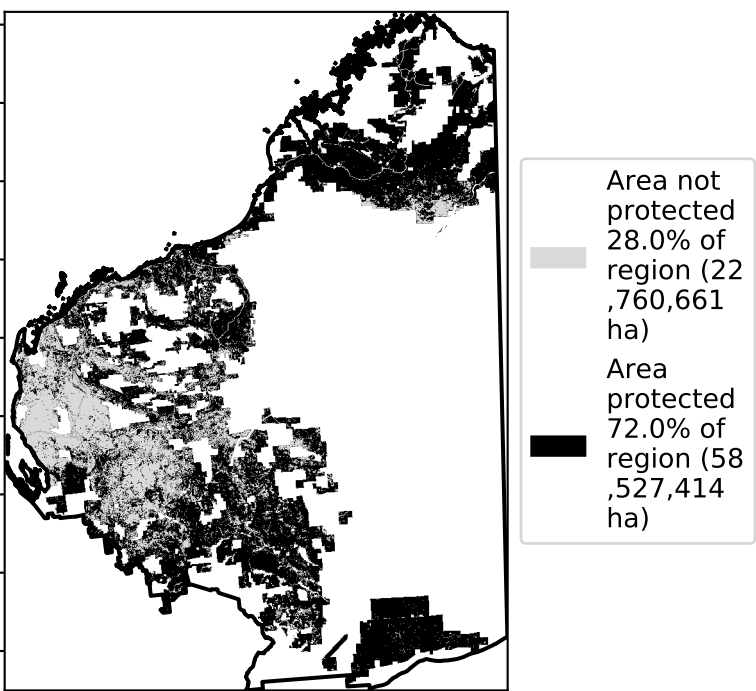 Area not
protected
28.0% of
region (22
,760,661
ha)
Area
protected
72.0% of
region (58
,527,414
ha)